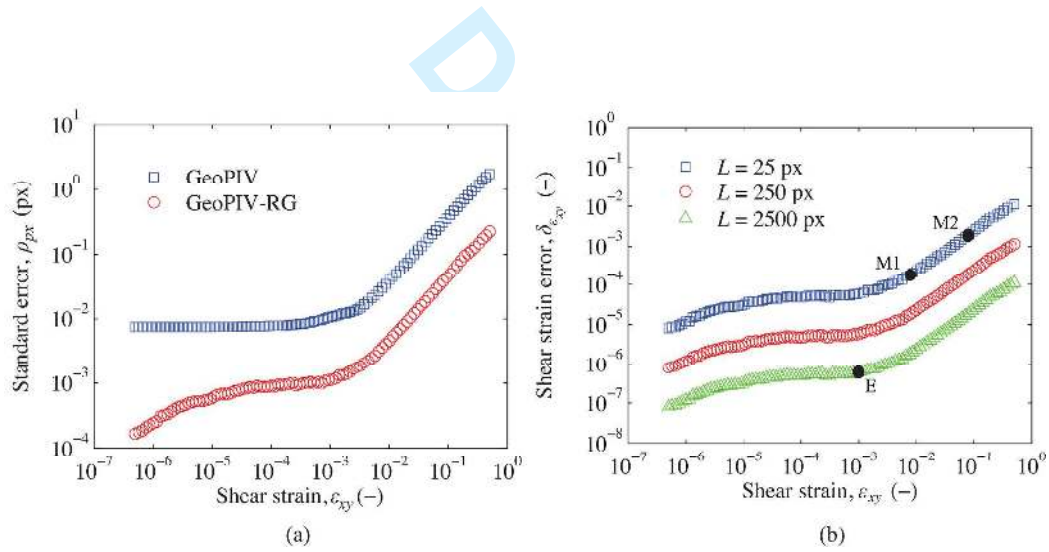 D
10^1
10^0
10^-1
10^-2
10^-3
10^-4
Standard error, ρ_px (px)
GeoPIV
GeoPIV-RG
10^-7 10^-6 10^-5 10^-4 10^-3 10^-2 10^-1 10^0
Shear strain, ε_xy (−)
(a)
10^0
10^-1
10^-2
10^-3
10^-4
10^-5
10^-6
10^-7
10^-8
Shear strain error, δ_ε_xy (−)
L = 25 px
L = 250 px
L = 2500 px
M2
M1
E
10^-7 10^-6 10^-5 10^-4 10^-3 10^-2 10^-1 10^0
Shear strain, ε_xy (−)
(b)